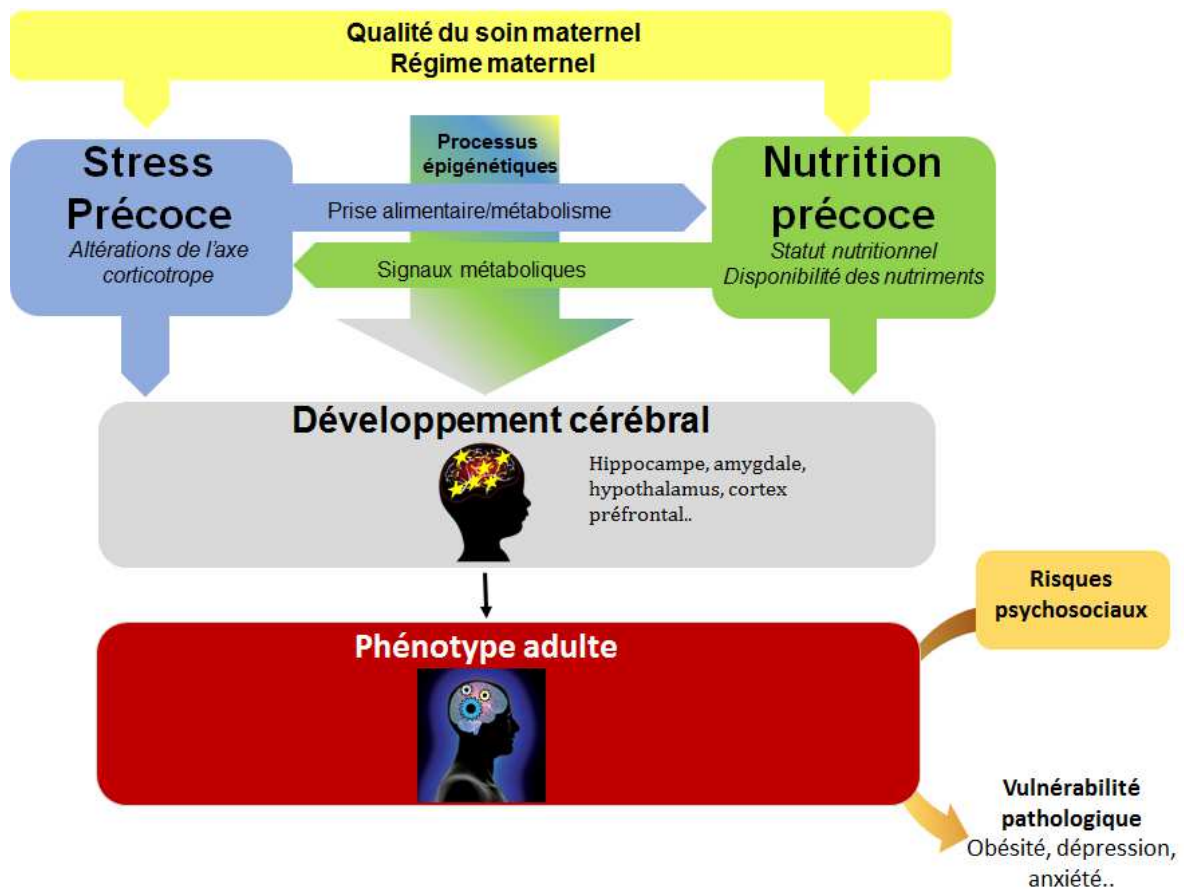 Qualité du soin maternel
Régime maternel
Stress
Précoce
Altérations de l'axe
corticotrope
Processus
épigénétiques
Prise alimentaire/métabolisme
Signaux métaboliques
Nutrition
précoce
Statut nutritionnel
Disponibilité des nutriments
Développement cérébral
Hippocampe, amygdale,
hypothalamus, cortex
préfrontal..
Risques
psychosociaux
Phénotype adulte
Vulnérabilité
pathologique
Obésité, dépression,
anxiété..